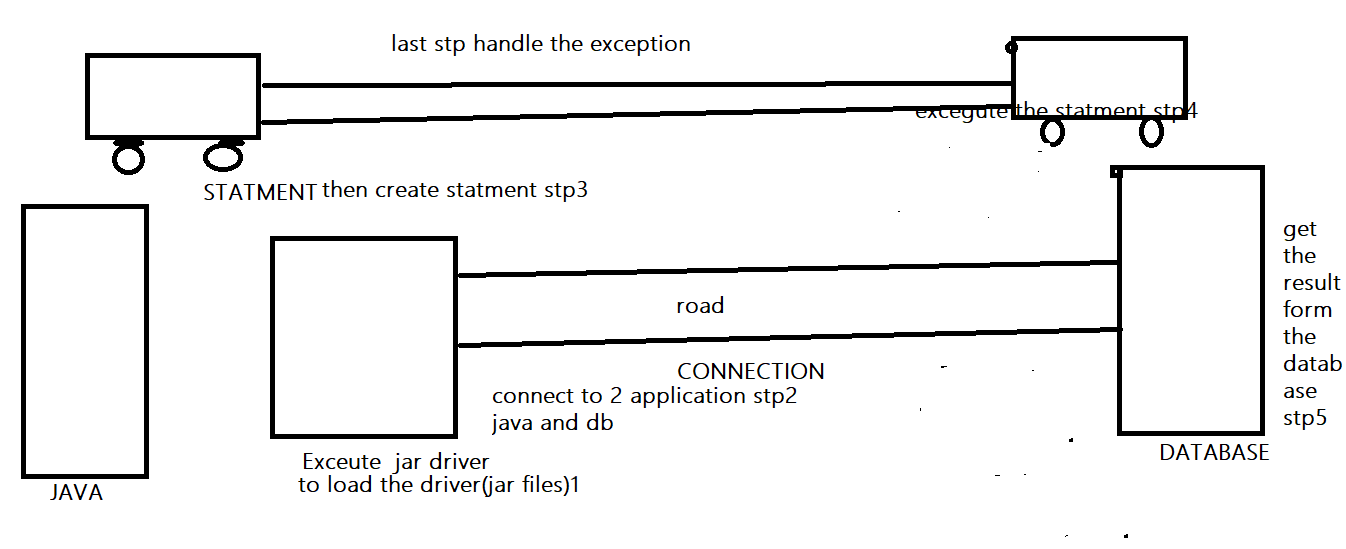 last stp handle the exception
excegute the statment stp4
STATMENT then create statment stp3
get
the
result
form
the
datab
ase
stp5
road
CONNECTION
connect to 2 application stp2
java and db
DATABASE
Exceute jar driver
to load the driver(jar files)1
JAVA